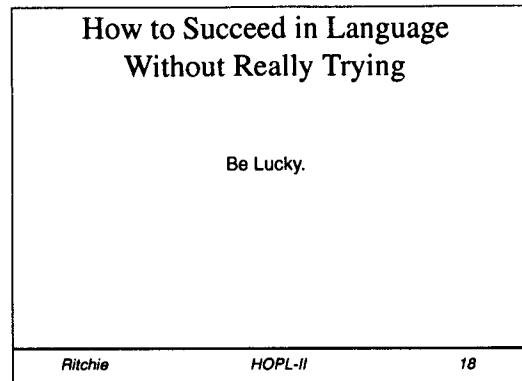 How to Succeed in Language
Without Really Trying
Be Lucky.
Ritchie HOPL-II 18